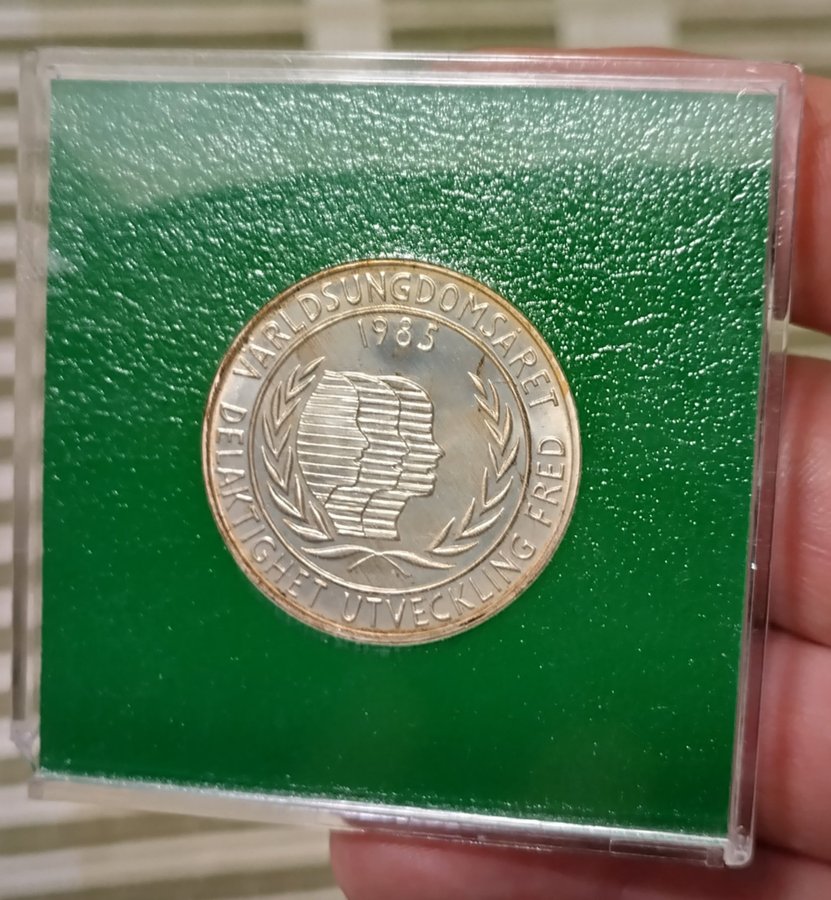 VÄRLDSUNGDOMSÅRET
1985
DELAKTIGHET UTVECKLING FRED